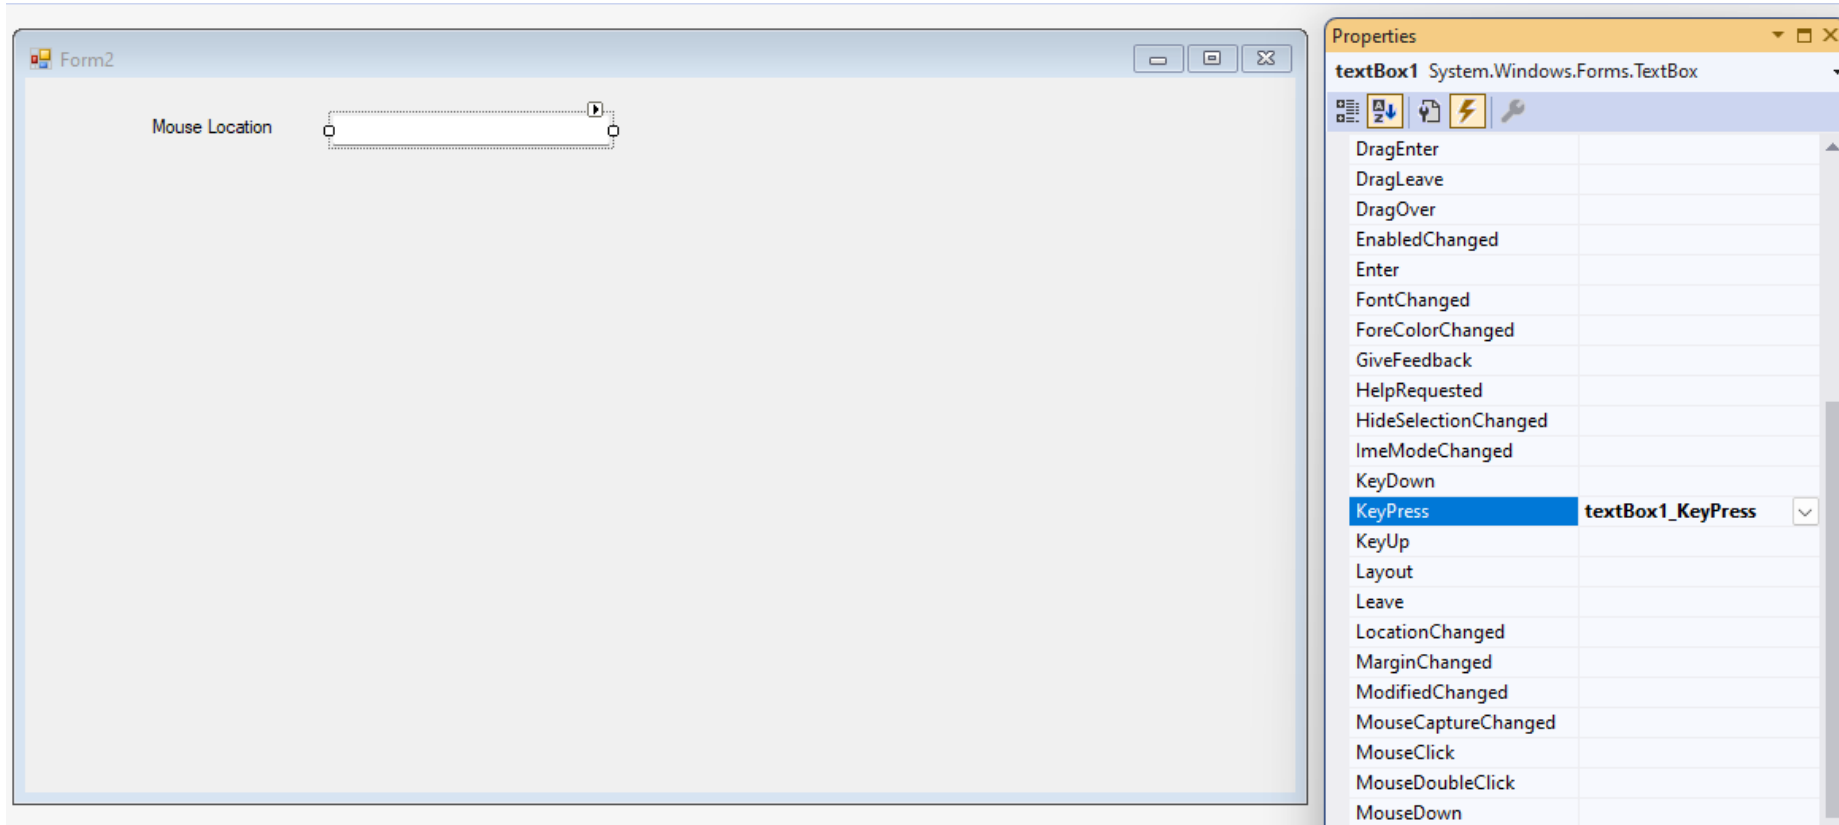 Form2
Mouse Location
Properties
textBox1 System.Windows.Forms.TextBox
DragEnter
DragLeave
DragOver
EnabledChanged
Enter
FontChanged
ForeColorChanged
GiveFeedback
HelpRequested
HideSelectionChanged
ImeModeChanged
KeyDown
KeyPress textBox1_KeyPress
KeyUp
Layout
Leave
LocationChanged
MarginChanged
ModifiedChanged
MouseCaptureChanged
MouseClick
MouseDoubleClick
MouseDown